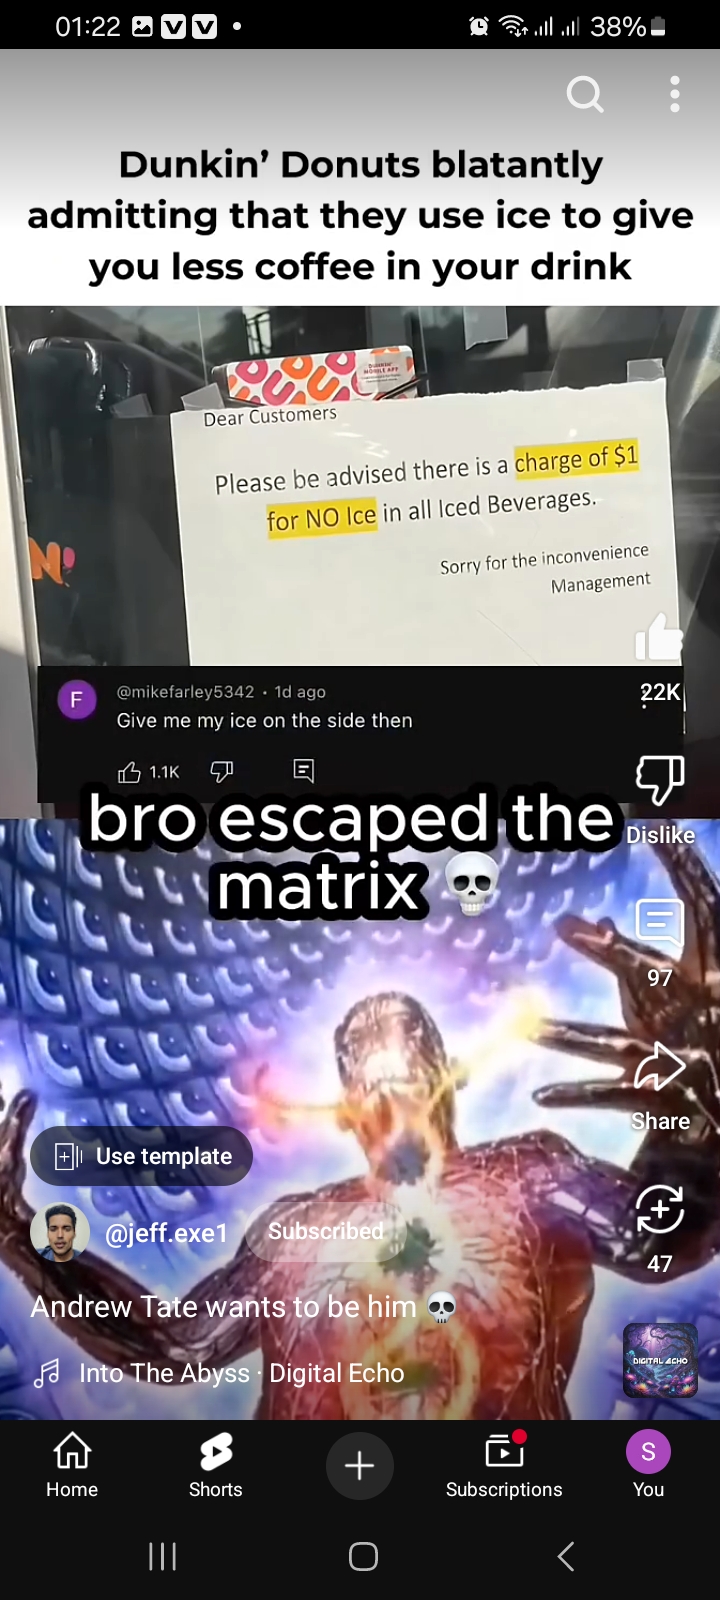 01:22
38%
Dunkin’ Donuts blatantly
admitting that they use ice to give
you less coffee in your drink
DUNKIN'
MOBILE APP
Dear Customers
Please be advised there is a charge of $1
for NO Ice in all Iced Beverages.
Sorry for the inconvenience
Management
N!
F
@mikefarley5342 · 1d ago
Give me my ice on the side then
1.1K
22K
Dislike
bro escaped the
matrix 💀
97
Share
47
Use template
@jeff.exe1 Subscribed
Andrew Tate wants to be him 💀
Into The Abyss · Digital Echo
DIGITAL ECHO
Home
Shorts
Subscriptions
S
You